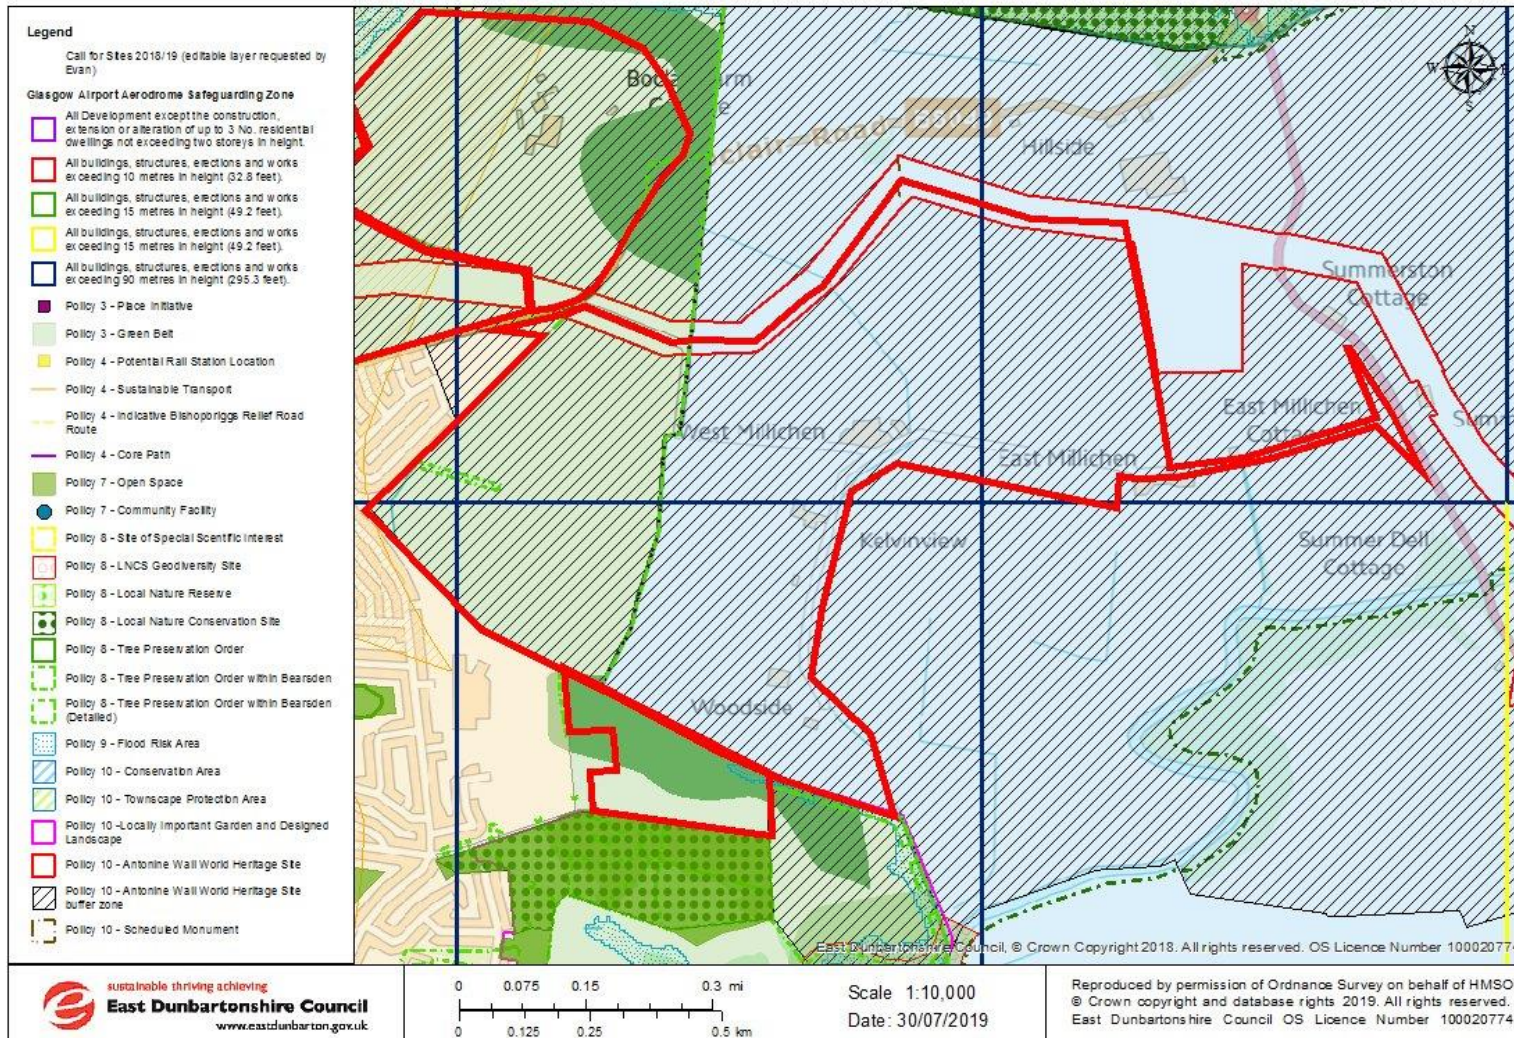 Legend
Call for Sites 2018/19 (editable layer requested by
Evan)
Glasgow Airport Aerodrome Safeguarding Zone
All Development except the construction,
extension or alteration of up to 3 No. residential
dwellings not exceeding two storeys in height.
All buildings, structures, erections and works
exceeding 10 metres in height (32.8 feet).
All buildings, structures, erections and works
exceeding 15 metres in height (49.2 feet).
All buildings, structures, erections and works
exceeding 15 metres in height (49.2 feet).
All buildings, structures, erections and works
exceeding 90 metres in height (295.3 feet).
Policy 3 - Place Initiative
Policy 3 - Green Belt
Policy 4 - Potential Rail Station Location
Policy 4 - Sustainable Transport
Policy 4 - Indicative Bishopbriggs Relief Road
Route
Policy 4 - Core Path
Policy 7 - Open Space
Policy 7 - Community Facility
Policy 8 - Site of Special Scientific Interest
Policy 8 - LNCS Geodiversity Site
Policy 8 - Local Nature Reserve
Policy 8 - Local Nature Conservation Site
Policy 8 - Tree Preservation Order
Policy 8 - Tree Preservation Order within Bearsden
Policy 8 - Tree Preservation Order within Bearsden
(Detailed)
Policy 9 - Flood Risk Area
Policy 10 - Conservation Area
Policy 10 - Townscape Protection Area
Policy 10 -Locally Important Garden and Designed
Landscape
Policy 10 - Antonine Wall World Heritage Site
Policy 10 - Antonine Wall World Heritage Site
buffer zone
Policy 10 - Scheduled Monument
N
W
S
Road
Hillside
Summerston
Cottage
West Millichen
East Millichen
East Millichen
Kelvinview
Summer Dell
Cottage
Woodside
East Dunbartonshire Council, © Crown Copyright 2018. All rights reserved. OS Licence Number 100020774
sustainable thriving achieving
East Dunbartonshire Council
www.eastdunbarton.gov.uk
0 0.075 0.15 0.3 mi
0 0.125 0.25 0.5 km
Scale 1:10,000
Date: 30/07/2019
Reproduced by permission of Ordnance Survey on behalf of HMSO
© Crown copyright and database rights 2019. All rights reserved.
East Dunbartonshire Council OS Licence Number 100020774